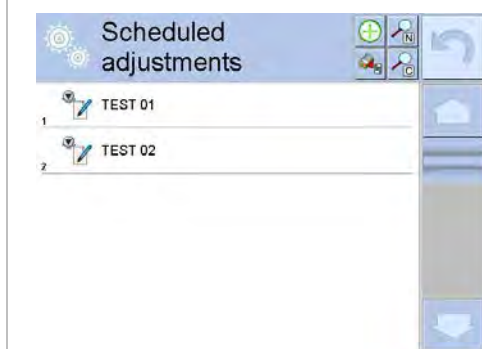 Scheduled
adjustments
N
C
TEST 01
1
TEST 02
2